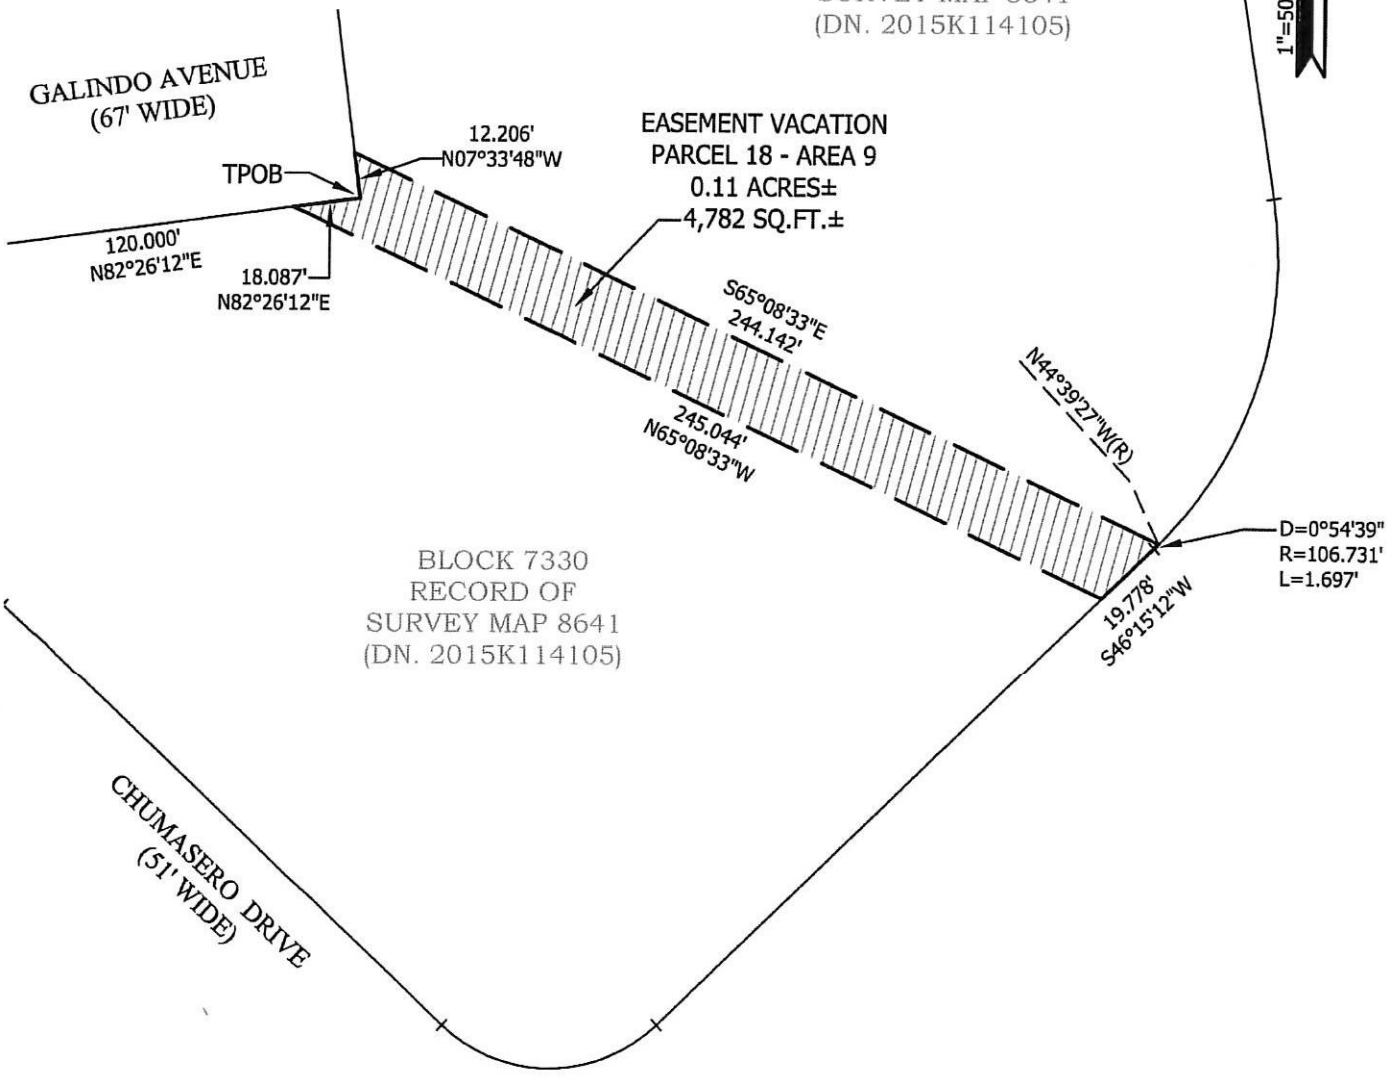 (DN. 2015K114105)
1"=50
GALINDO AVENUE
(67' WIDE)
12.206'
N07°33'48"W
EASEMENT VACATION
PARCEL 18 - AREA 9
0.11 ACRES±
4,782 SQ.FT.±
TPOB
120.000'
N82°26'12"E
18.087'
N82°26'12"E
S65°08'33"E
244.142'
N44°39'27"W(R)
245.044'
N65°08'33"W
D=0°54'39"
R=106.731'
L=1.697'
19.778'
S46°15'12"W
BLOCK 7330
RECORD OF
SURVEY MAP 8641
(DN. 2015K114105)
CHUMASERO DRIVE
(51' WIDE)